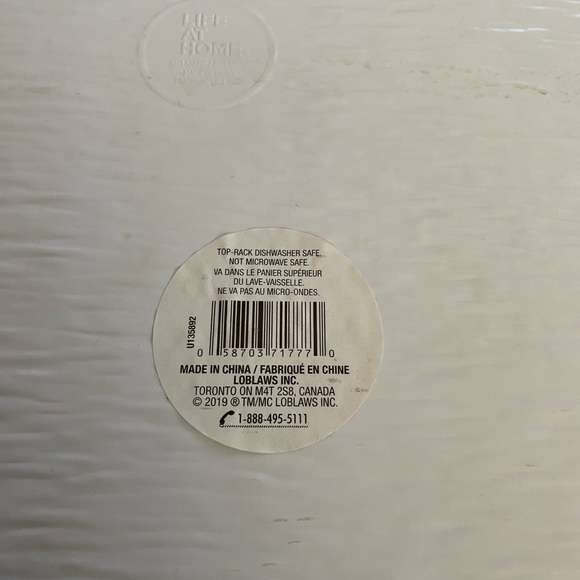 LIFE
AT
HOME.
TOP-RACK DISHWASHER SAFE.
NOT MICROWAVE SAFE.
VA DANS LE PANIER SUPÉRIEUR
DU LAVE-VAISSELLE.
NE VA PAS AU MICRO-ONDES.
U135892
0 58703 71777 0
MADE IN CHINA / FABRIQUÉ EN CHINE
LOBLAWS INC.
TORONTO ON M4T 2S8, CANADA
© 2019 ® TM/MC LOBLAWS INC.
1-888-495-5111